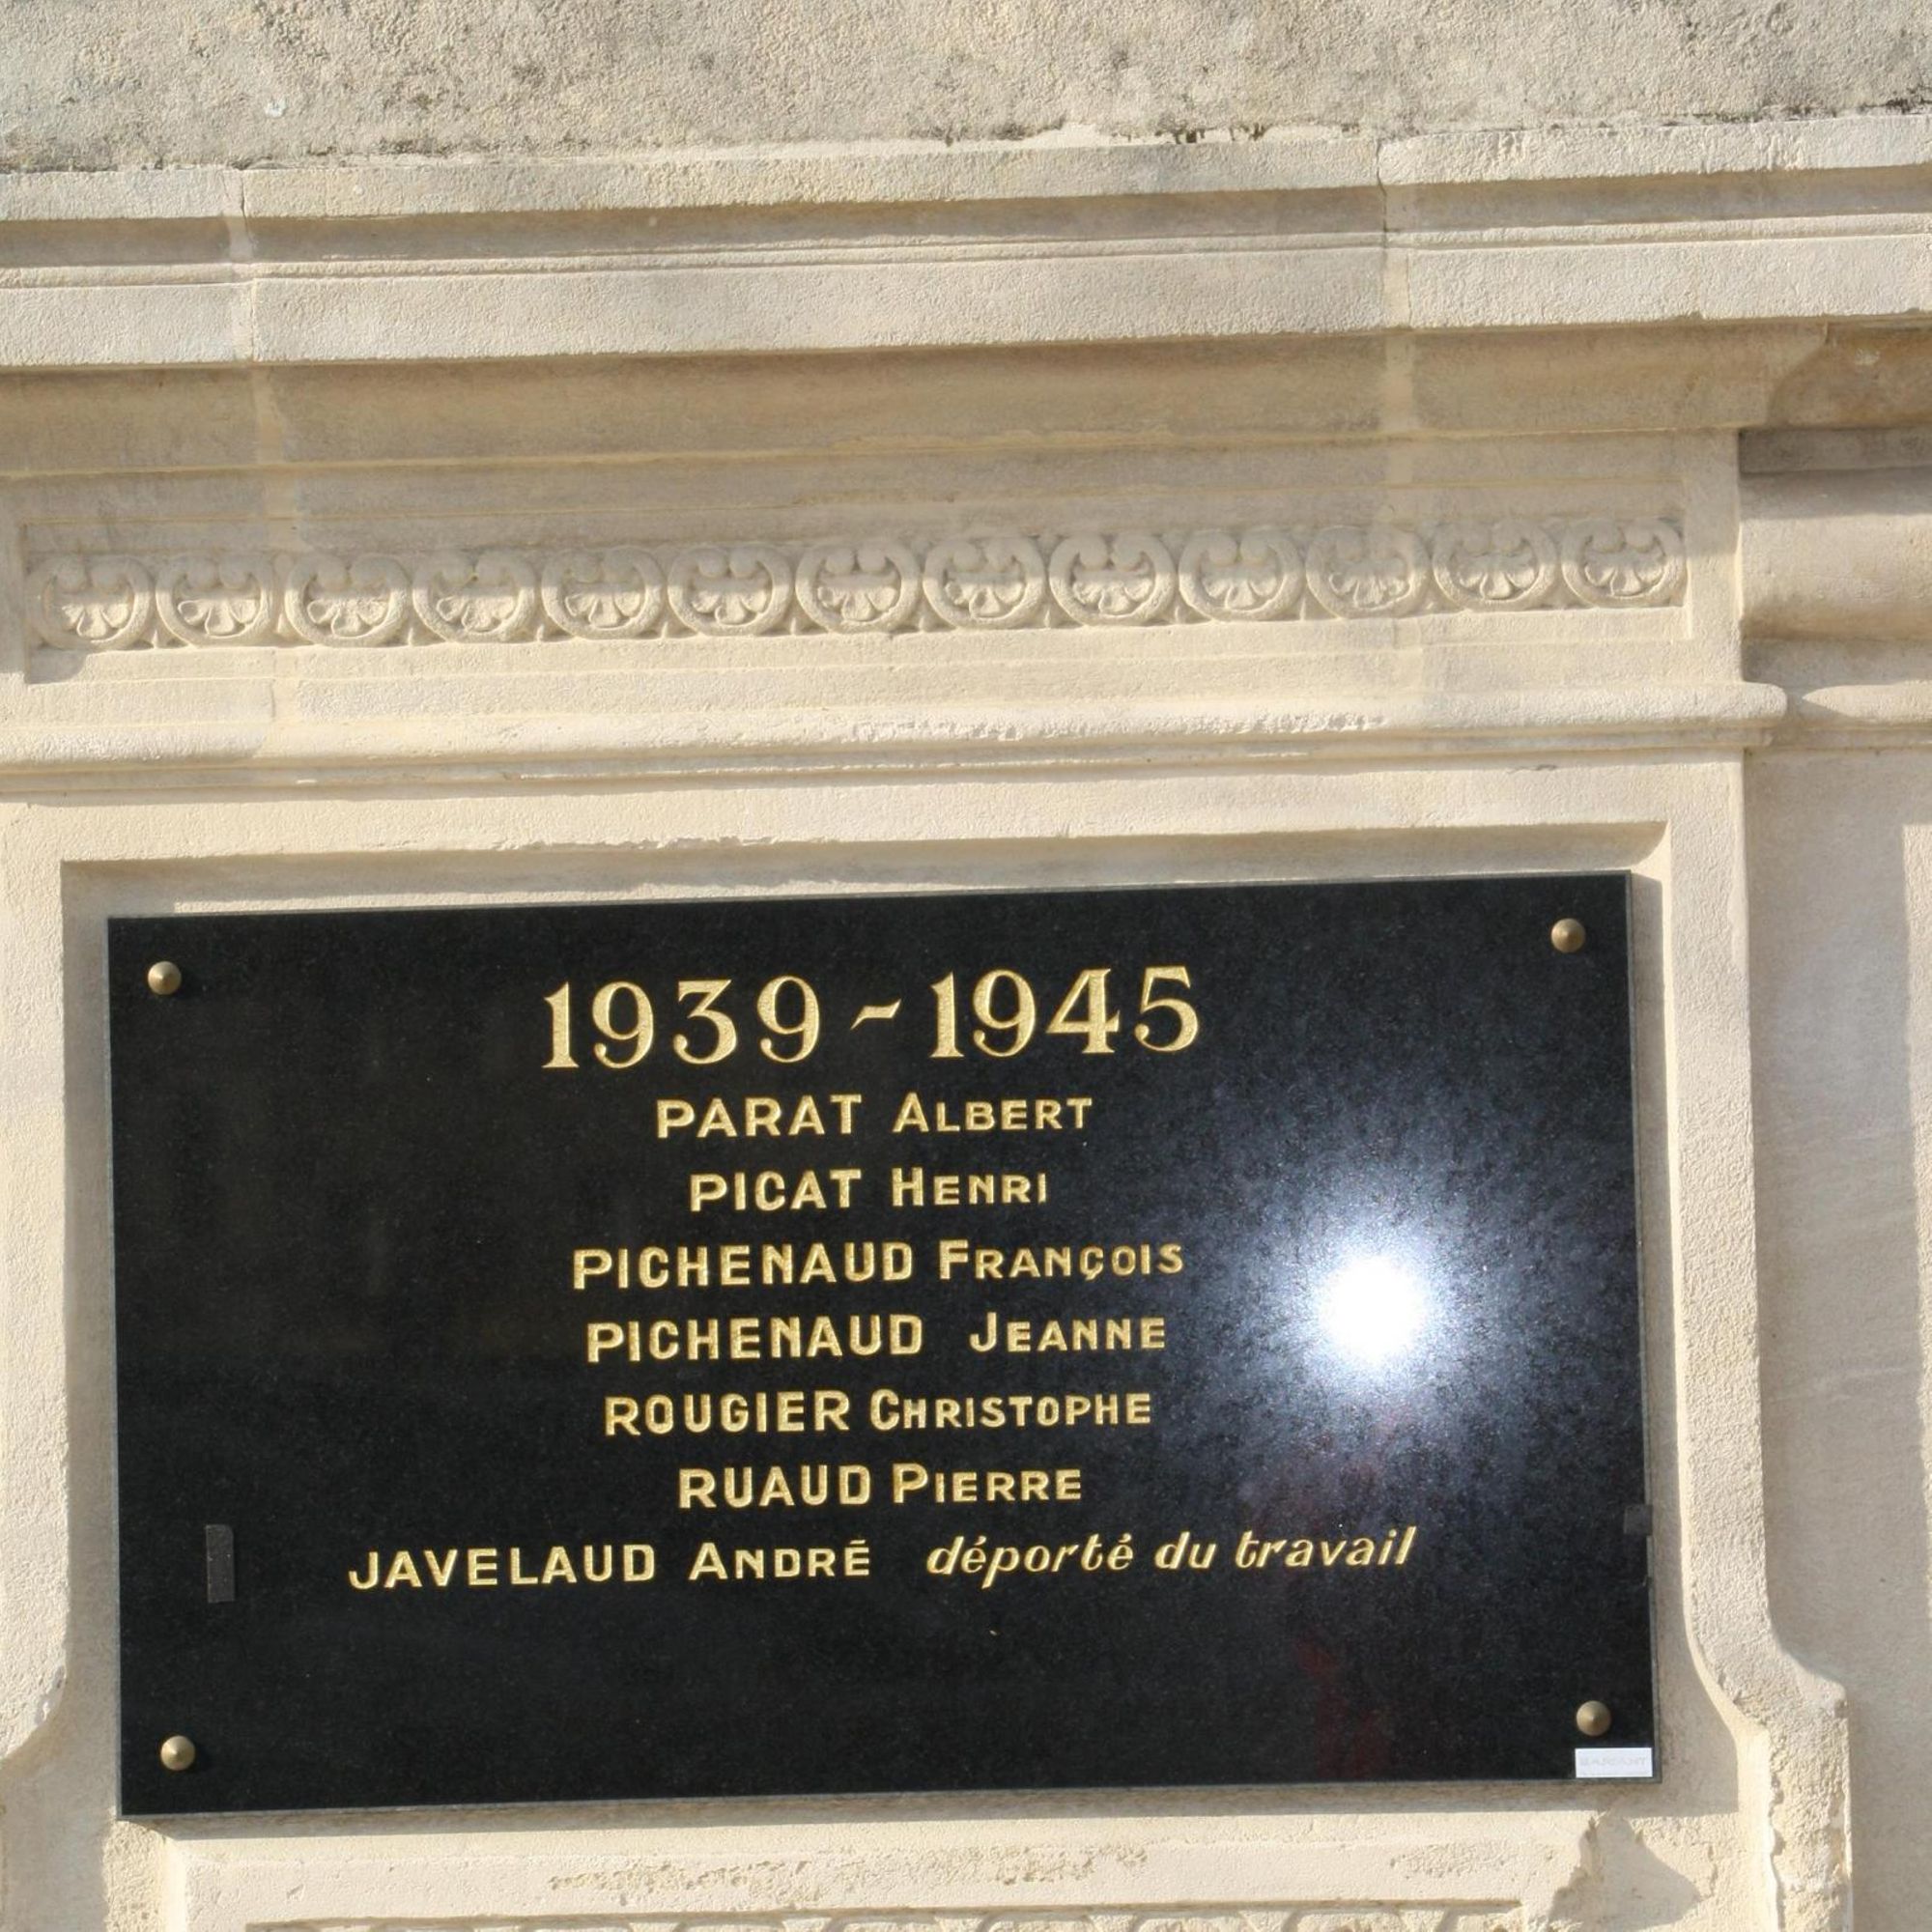 1939-1945
PARAT ALBERT
PICAT HENRI
PICHENAUD FRANÇOIS
PICHENAUD JEANNE
ROUGIER CHRISTOPHE
RUAUD PIERRE
JAVELAUD ANDRÉ déporté du travail